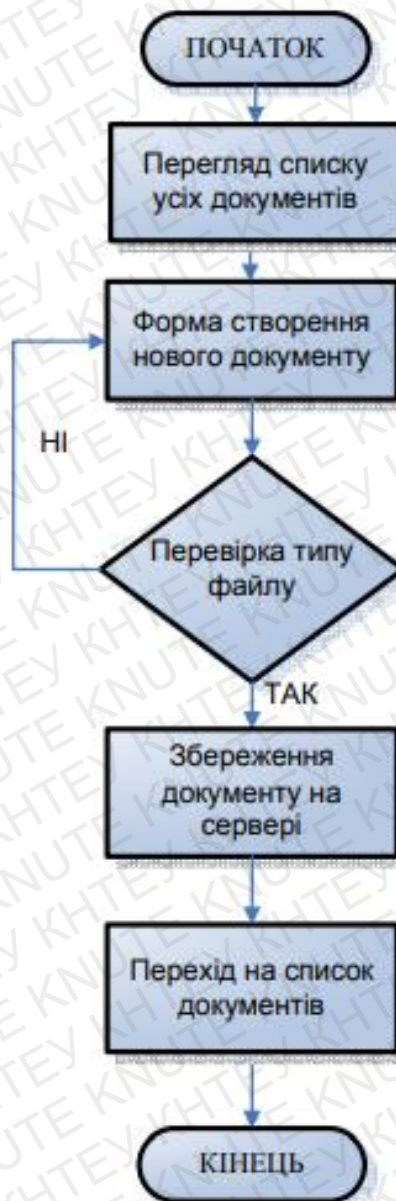 ПОЧАТОК
Перегляд списку
усіх документів
Форма створення
нового документу
НІ
Перевірка типу
файлу
ТАК
Збереження
документу на
сервері
Перехід на список
документів
КІНЕЦЬ